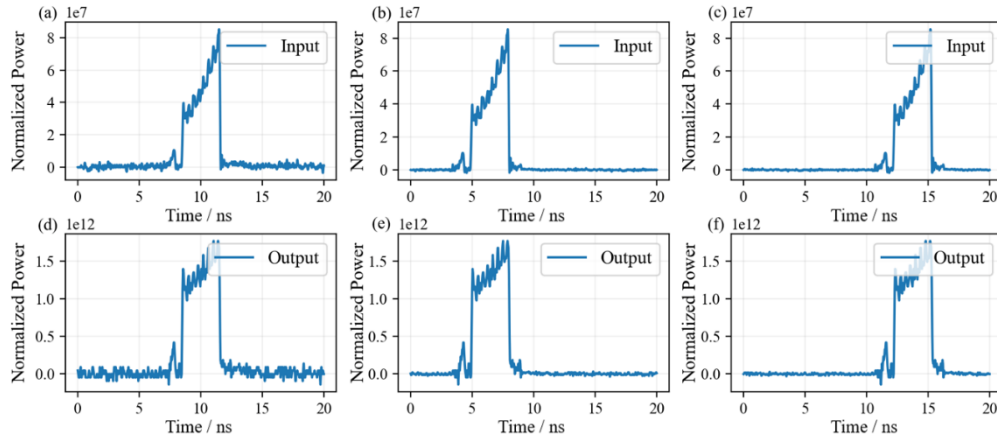 (a) 1e7
Normalized Power
8
6
4
2
0
Input
0 5 10 15 20
Time / ns
(b) 1e7
Normalized Power
8
6
4
2
0
Input
0 5 10 15 20
Time / ns
(c) 1e7
Normalized Power
8
6
4
2
0
Input
0 5 10 15 20
Time / ns
(d) 1e12
Normalized Power
1.5
1.0
0.5
0.0
Output
0 5 10 15 20
Time / ns
(e) 1e12
Normalized Power
1.5
1.0
0.5
0.0
Output
0 5 10 15 20
Time / ns
(f) 1e12
Normalized Power
1.5
1.0
0.5
0.0
Output
0 5 10 15 20
Time / ns